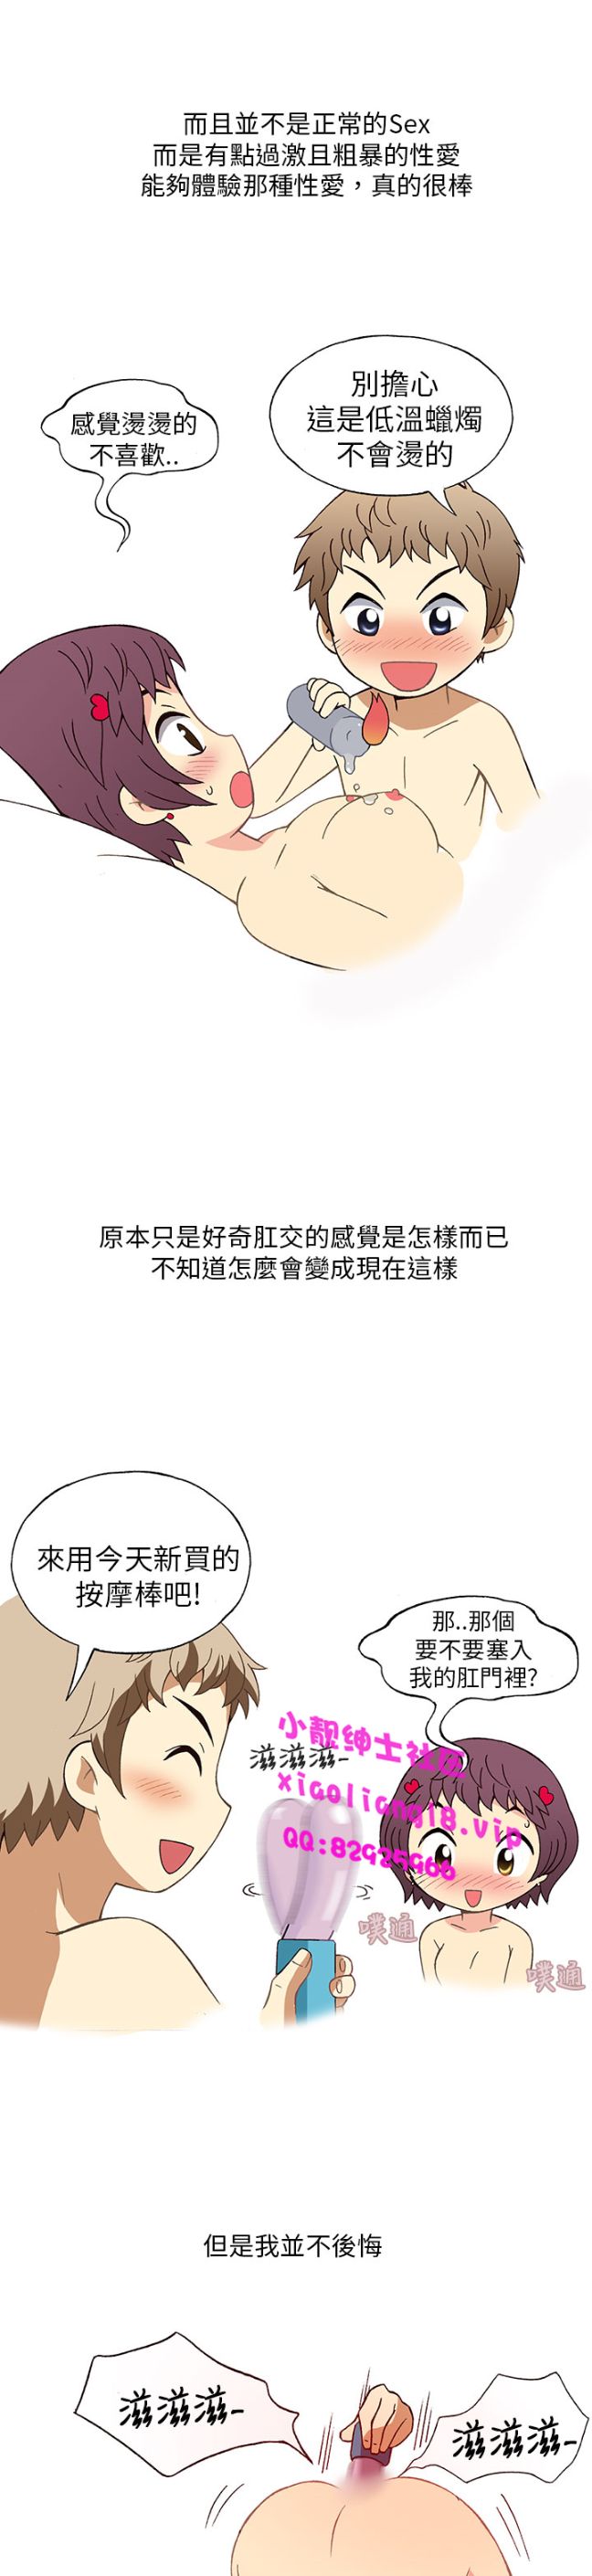 而且並不是正常的Sex
而是有點過激且粗暴的性愛
能夠體驗那種性愛，真的很棒
感覺燙燙的
不喜歡..
別擔心
這是低溫蠟燭
不會燙的
原本只是好奇肛交的感覺是怎樣而已
不知道怎麼會變成現在這樣
來用今天新買的
按摩棒吧!
那..那個
要不要塞入
我的肛門裡?
滋滋滋-
小靓绅士社区
xiaoliang18.vip
QQ:82929966
噗通
噗通
但是我並不後悔
滋滋滋-
滋滋滋-